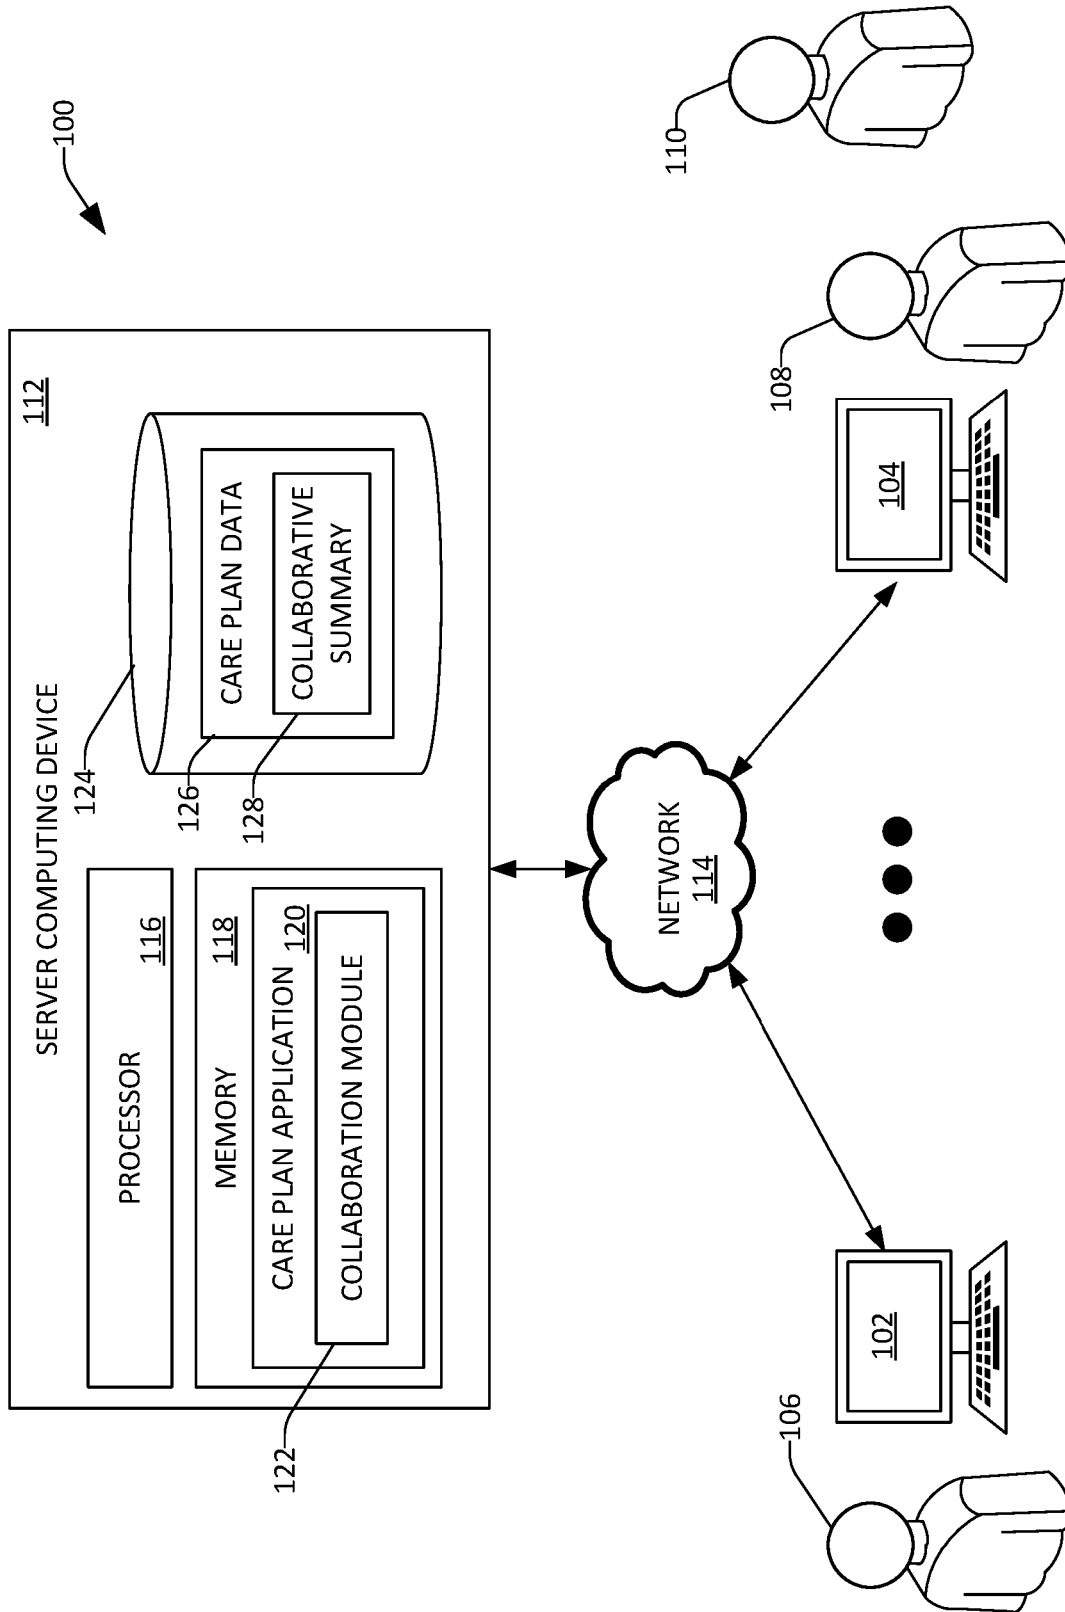 100
SERVER COMPUTING DEVICE
112
PROCESSOR
116
MEMORY
118
CARE PLAN APPLICATION
120
COLLABORATION MODULE
122
124
CARE PLAN DATA
126
COLLABORATIVE
SUMMARY
128
NETWORK
114
102
104
106
108
110